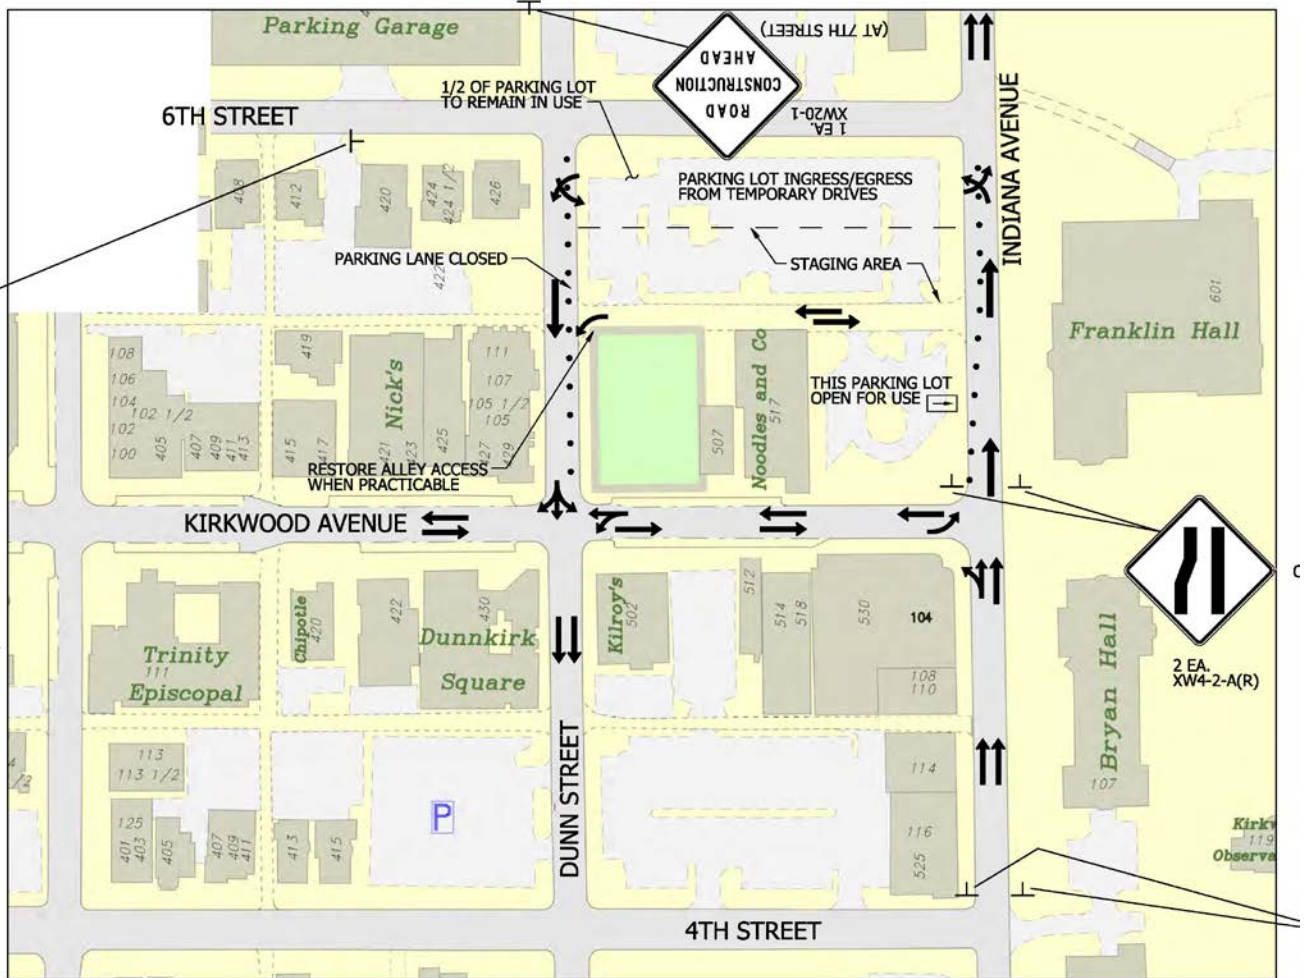 Parking Garage
(AT 7TH STREET)
ROAD
CONSTRUCTION
AHEAD
1 EA.
XW20-1
1/2 OF PARKING LOT
TO REMAIN IN USE
6TH STREET
INDIANA AVENUE
408
412
420
424
424 1/2
426
422
PARKING LOT INGRESS/EGRESS
FROM TEMPORARY DRIVES
PARKING LANE CLOSED
STAGING AREA
601
Franklin Hall
108
106
104
102 1/2
102
100
405
407
409
411
413
419
415
417
Nick's
421
423
425
111
107
105 1/2
105
427
429
507
Noodles and Co
517
THIS PARKING LOT
OPEN FOR USE
RESTORE ALLEY ACCESS
WHEN PRACTICABLE
KIRKWOOD AVENUE
2 EA.
XW4-2-A(R)
Trinity
111
Episcopal
Chipotle
420
422
430
Dunnkirk
Square
Kilroy's
502
512
514
518
530
104
108
110
Bryan Hall
107
113
113 1/2
125
401
403
405
407
409
411
413
415
P
DUNN STREET
114
116
525
119
4TH STREET